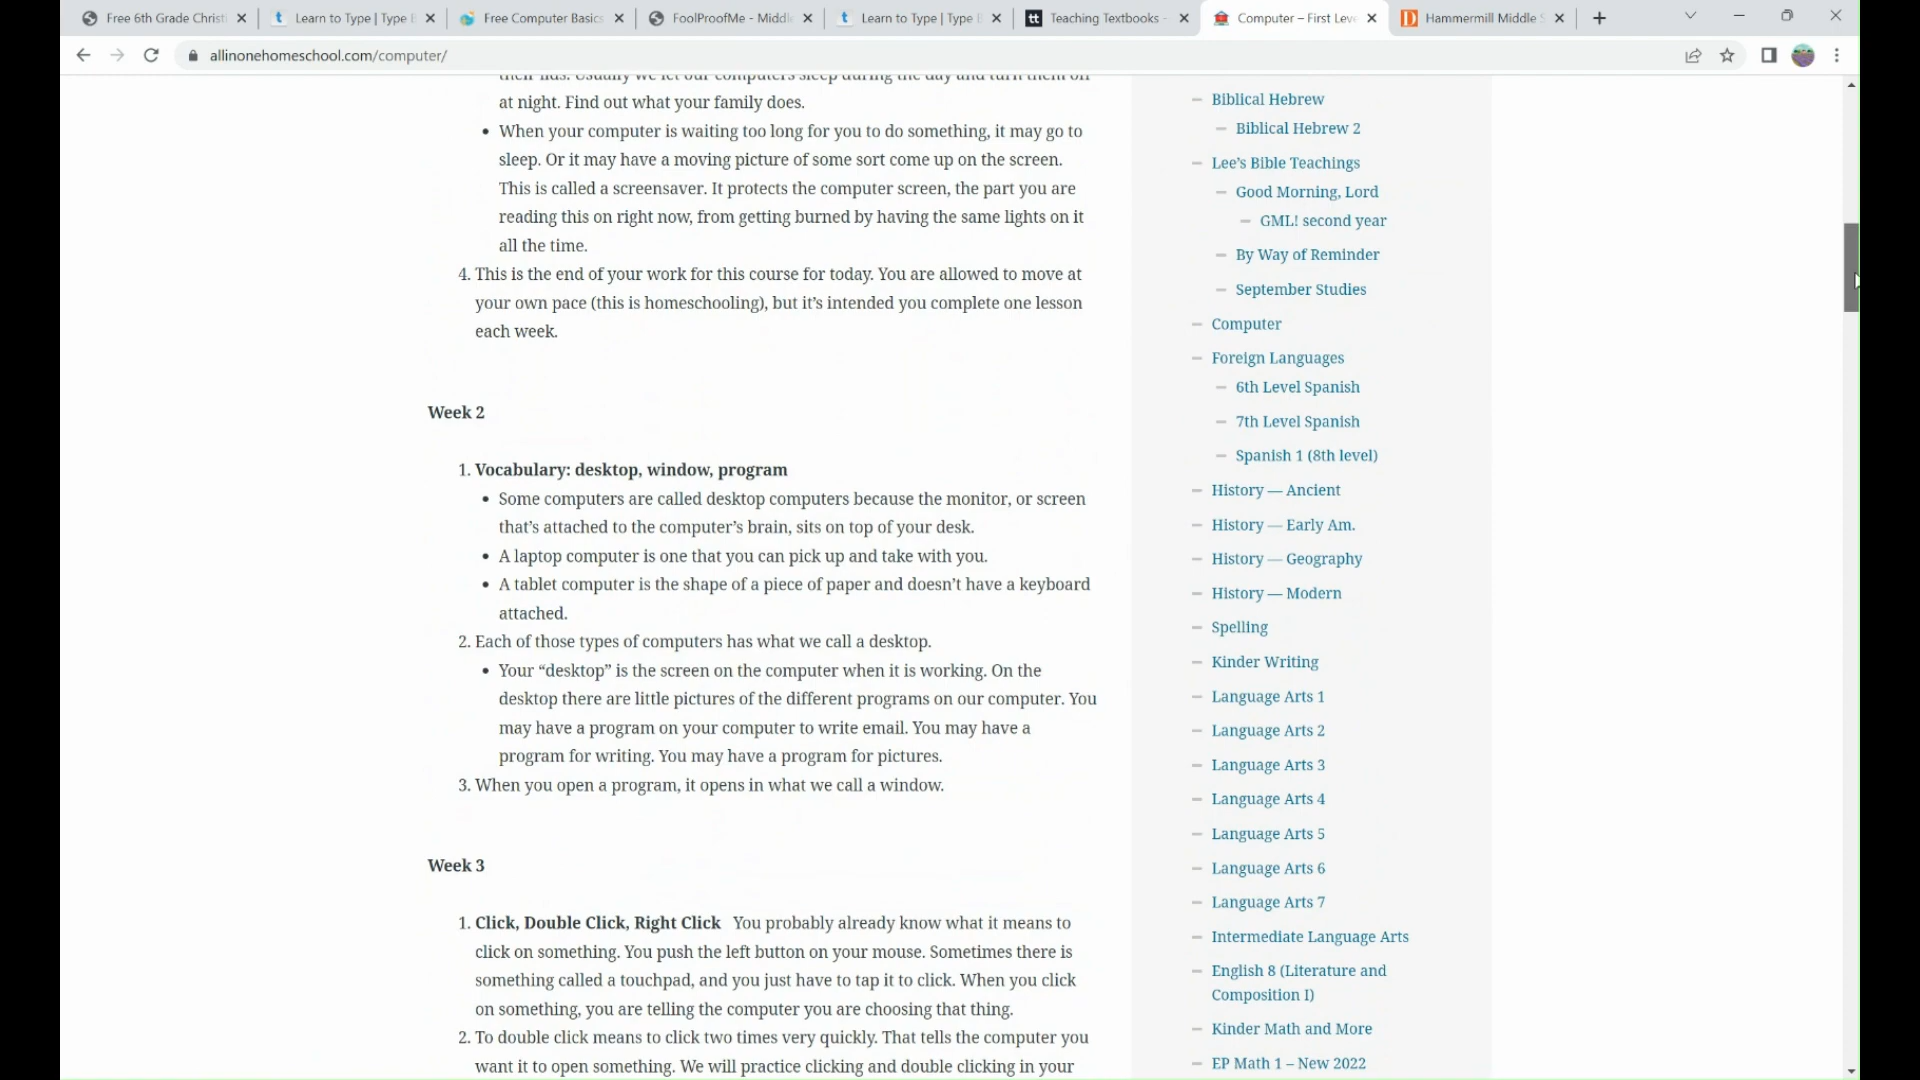 Free 6th Grade Christi
Learn to Type | Type B
Free Computer Basics
FoolProofMe - Middle
Learn to Type | Type B
tt Teaching Textbooks -
Computer – First Leve
Hammermill Middle S
allinonehomeschool.com/computer/
their lids. Usually we let our computers sleep during the day and turn them off
at night. Find out what your family does.
When your computer is waiting too long for you to do something, it may go to
sleep. Or it may have a moving picture of some sort come up on the screen.
This is called a screensaver. It protects the computer screen, the part you are
reading this on right now, from getting burned by having the same lights on it
all the time.
4. This is the end of your work for this course for today. You are allowed to move at
your own pace (this is homeschooling), but it’s intended you complete one lesson
each week.
Week 2
1. Vocabulary: desktop, window, program
Some computers are called desktop computers because the monitor, or screen
that’s attached to the computer’s brain, sits on top of your desk.
A laptop computer is one that you can pick up and take with you.
A tablet computer is the shape of a piece of paper and doesn’t have a keyboard
attached.
2. Each of those types of computers has what we call a desktop.
Your “desktop” is the screen on the computer when it is working. On the
desktop there are little pictures of the different programs on our computer. You
may have a program on your computer to write email. You may have a
program for writing. You may have a program for pictures.
3. When you open a program, it opens in what we call a window.
Week 3
1. Click, Double Click, Right Click You probably already know what it means to
click on something. You push the left button on your mouse. Sometimes there is
something called a touchpad, and you just have to tap it to click. When you click
on something, you are telling the computer you are choosing that thing.
2. To double click means to click two times very quickly. That tells the computer you
want it to open something. We will practice clicking and double clicking in your
Biblical Hebrew
Biblical Hebrew 2
Lee’s Bible Teachings
Good Morning, Lord
GML! second year
By Way of Reminder
September Studies
Computer
Foreign Languages
6th Level Spanish
7th Level Spanish
Spanish 1 (8th level)
History — Ancient
History — Early Am.
History — Geography
History — Modern
Spelling
Kinder Writing
Language Arts 1
Language Arts 2
Language Arts 3
Language Arts 4
Language Arts 5
Language Arts 6
Language Arts 7
Intermediate Language Arts
English 8 (Literature and
Composition I)
Kinder Math and More
EP Math 1 – New 2022